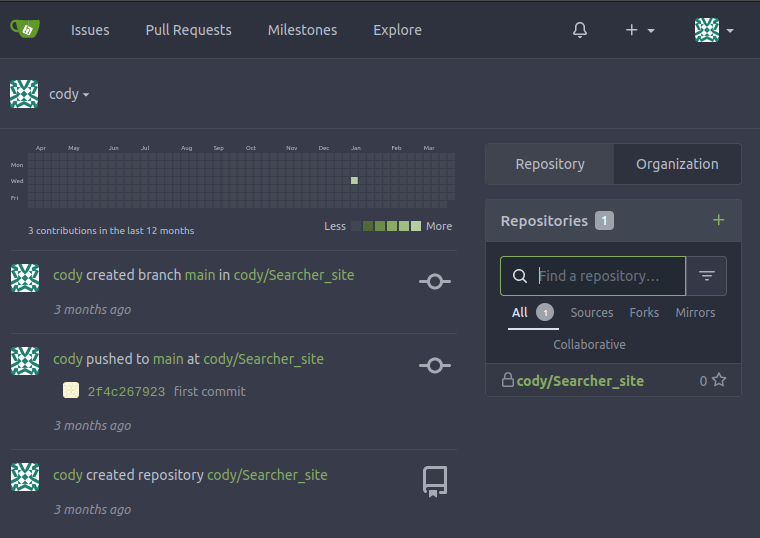 Issues Pull Requests Milestones Explore
cody
Apr May Jun Jul Aug Sep Oct Nov Dec Jan Feb Mar
Mon
Wed
Fri
3 contributions in the last 12 months
Less More
cody created branch main in cody/Searcher_site
3 months ago
cody pushed to main at cody/Searcher_site
2f4c267923 first commit
3 months ago
cody created repository cody/Searcher_site
3 months ago
Repository Organization
Repositories 1
Find a repository...
All 1 Sources Forks Mirrors
Collaborative
cody/Searcher_site 0